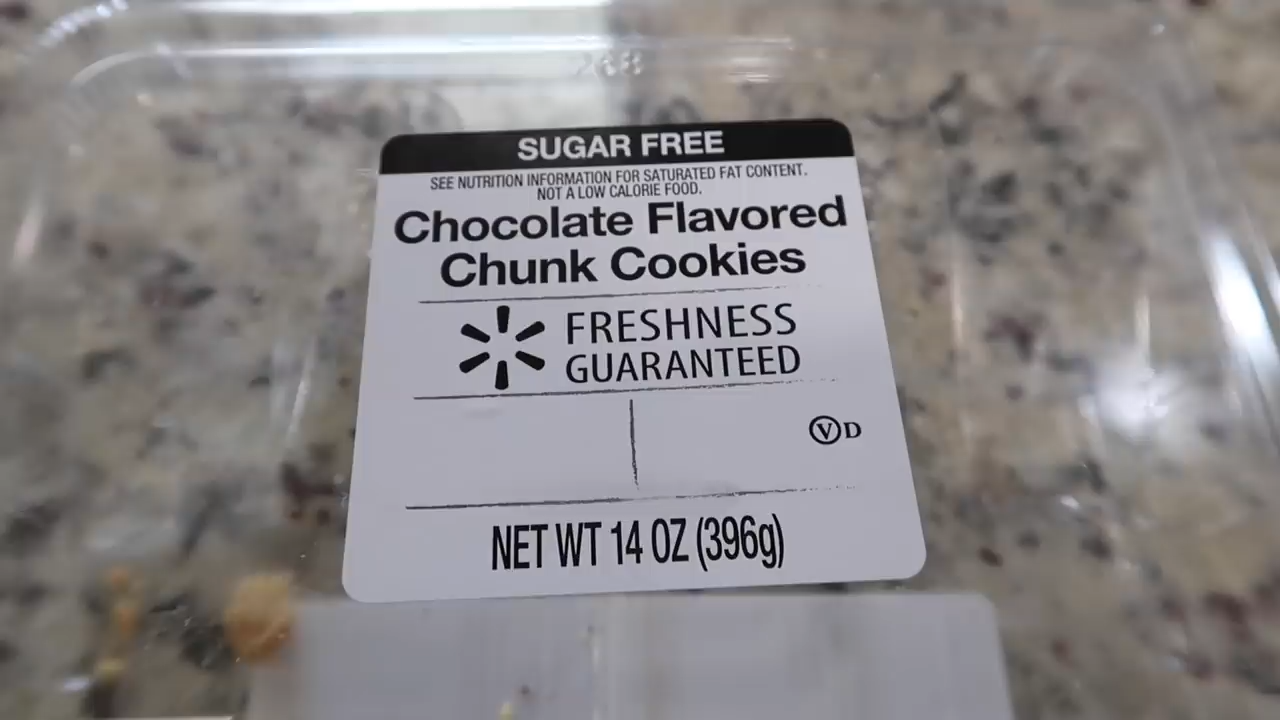 268
SUGAR FREE
SEE NUTRITION INFORMATION FOR SATURATED FAT CONTENT.
NOT A LOW CALORIE FOOD.
Chocolate Flavored
Chunk Cookies
FRESHNESS
GUARANTEED
V D
NET WT 14 OZ (396g)